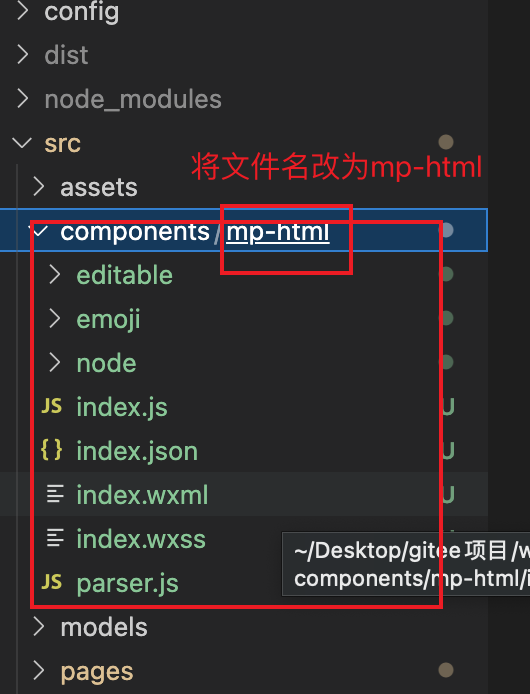 config
dist
node_modules
src
将文件名改为mp-html
assets
components/mp-html
editable
emoji
node
JS index.js
{} index.json U
index.wxml U
index.wxss
~/Desktop/gitee项目/w
components/mp-html/i
JS parser.js
models
pages